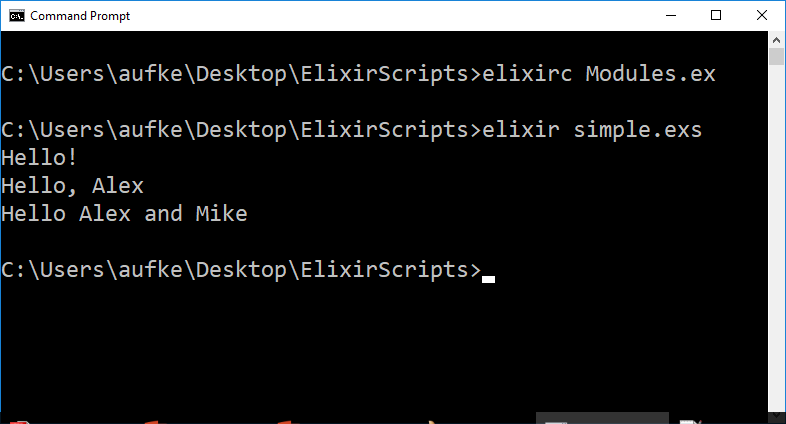 Command Prompt
C:\Users\aufke\Desktop\ElixirScripts>elixirc Modules.ex
C:\Users\aufke\Desktop\ElixirScripts>elixir simple.exs
Hello!
Hello, Alex
Hello Alex and Mike
C:\Users\aufke\Desktop\ElixirScripts>